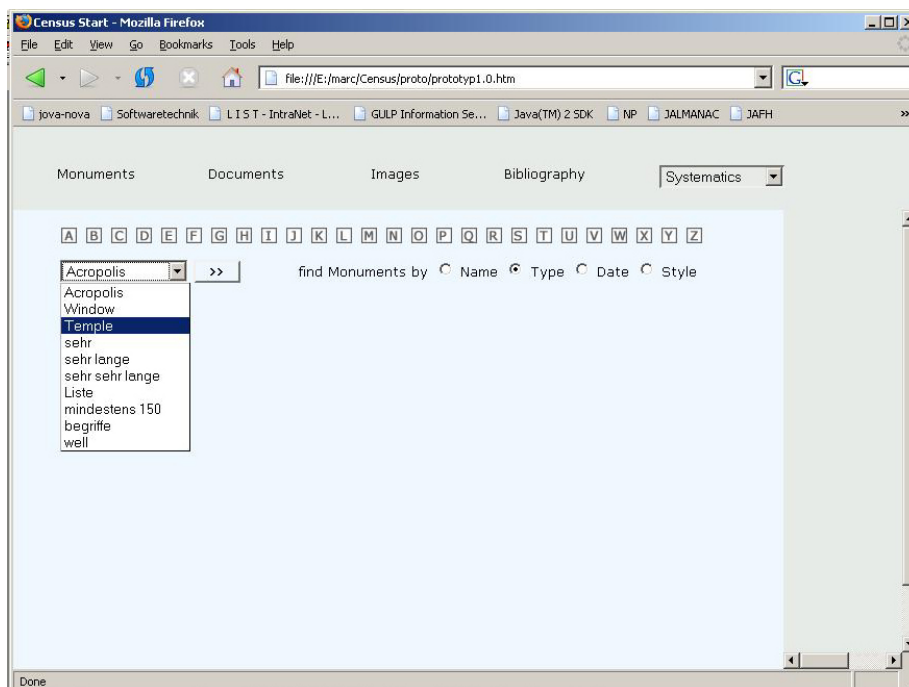 Census Start - Mozilla Firefox
File Edit View Go Bookmarks Tools Help
file:///E:/marc/Census/proto/prototyp1.0.htm
G
jova-nova Softwaretechnik L I S T - IntraNet - L... GULP Information Se... Java(TM) 2 SDK NP JALMANAC JAFH »
Monuments Documents Images Bibliography Systematics
A B C D E F G H I J K L M N O P Q R S T U V W X Y Z
Acropolis >> find Monuments by Name Type Date Style
Acropolis
Window
Temple
sehr
sehr lange
sehr sehr lange
Liste
mindestens 150
begriffe
well
Done